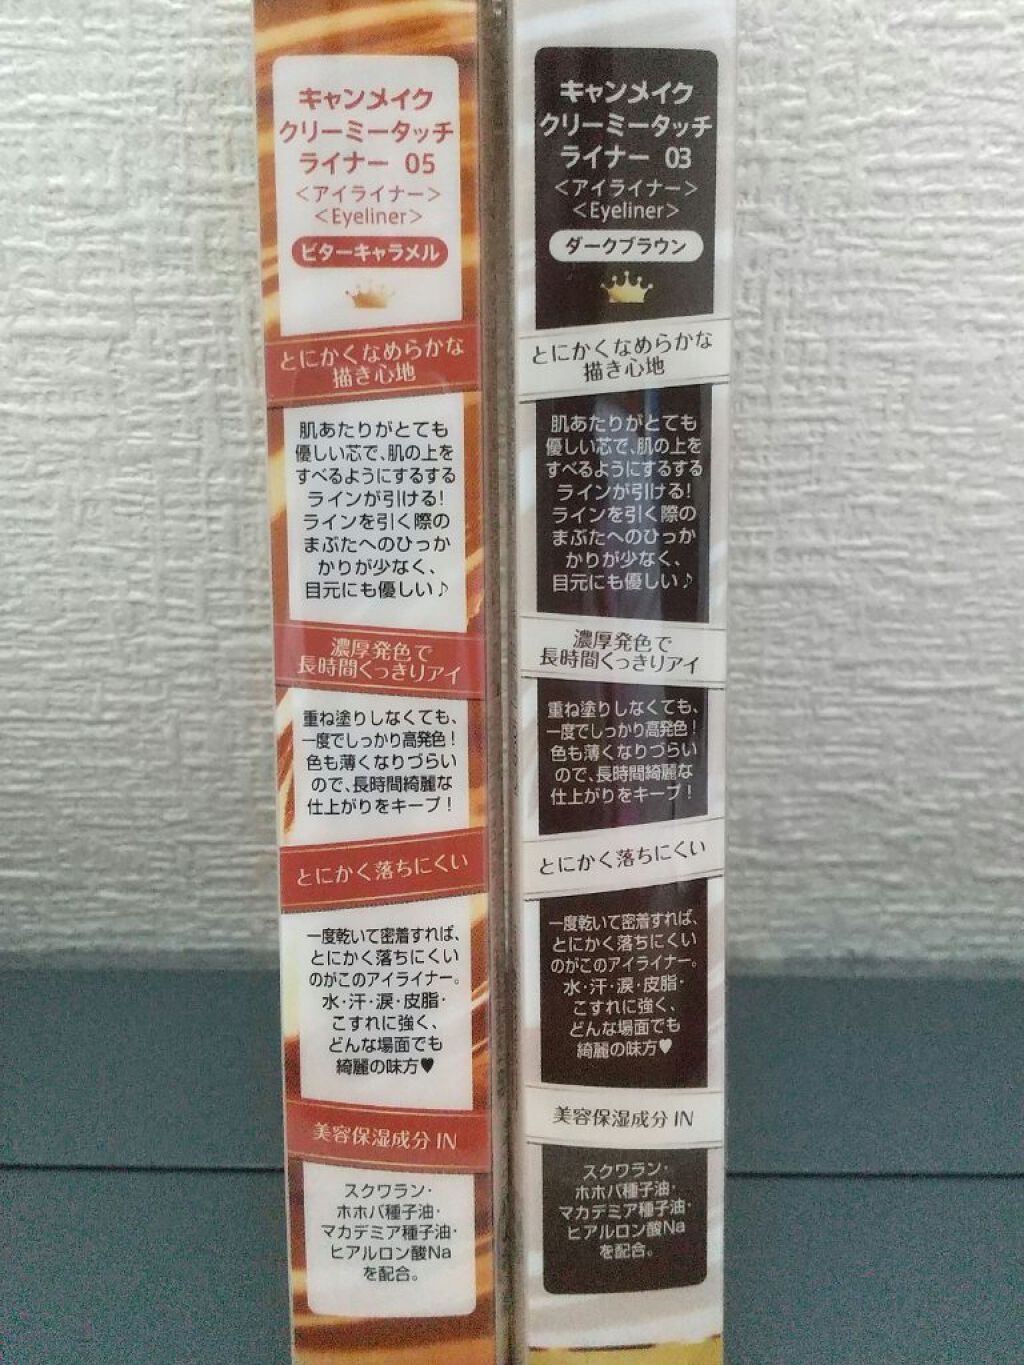 キャンメイク
クリーミータッチ
ライナー 05
＜アイライナー＞
＜Eyeliner＞
ビターキャラメル
とにかくなめらかな
描き心地
肌あたりがとても
優しい芯で、肌の上を
すべるようにするする
ラインが引ける！
ラインを引く際の
まぶたへのひっか
かりが少なく、
目元にも優しい♪
濃厚発色で
長時間くっきりアイ
重ね塗りしなくても、
一度でしっかり高発色！
色も薄くなりづらい
ので、長時間綺麗な
仕上がりをキープ！
とにかく落ちにくい
一度乾いて密着すれば、
とにかく落ちにくい
のがこのアイライナー。
水・汗・涙・皮脂・
こすれに強く、
どんな場面でも
綺麗の味方♥
美容保湿成分 IN
スクワラン・
ホホバ種子油・
マカデミア種子油・
ヒアルロン酸Na
を配合。
キャンメイク
クリーミータッチ
ライナー 03
＜アイライナー＞
＜Eyeliner＞
ダークブラウン
とにかくなめらかな
描き心地
肌あたりがとても
優しい芯で、肌の上を
すべるようにするする
ラインが引ける！
ラインを引く際の
まぶたへのひっか
かりが少なく、
目元にも優しい♪
濃厚発色で
長時間くっきりアイ
重ね塗りしなくても、
一度でしっかり高発色！
色も薄くなりづらい
ので、長時間綺麗な
仕上がりをキープ！
とにかく落ちにくい
一度乾いて密着すれば、
とにかく落ちにくい
のがこのアイライナー。
水・汗・涙・皮脂・
こすれに強く、
どんな場面でも
綺麗の味方♥
美容保湿成分 IN
スクワラン・
ホホバ種子油・
マカデミア種子油・
ヒアルロン酸Na
を配合。